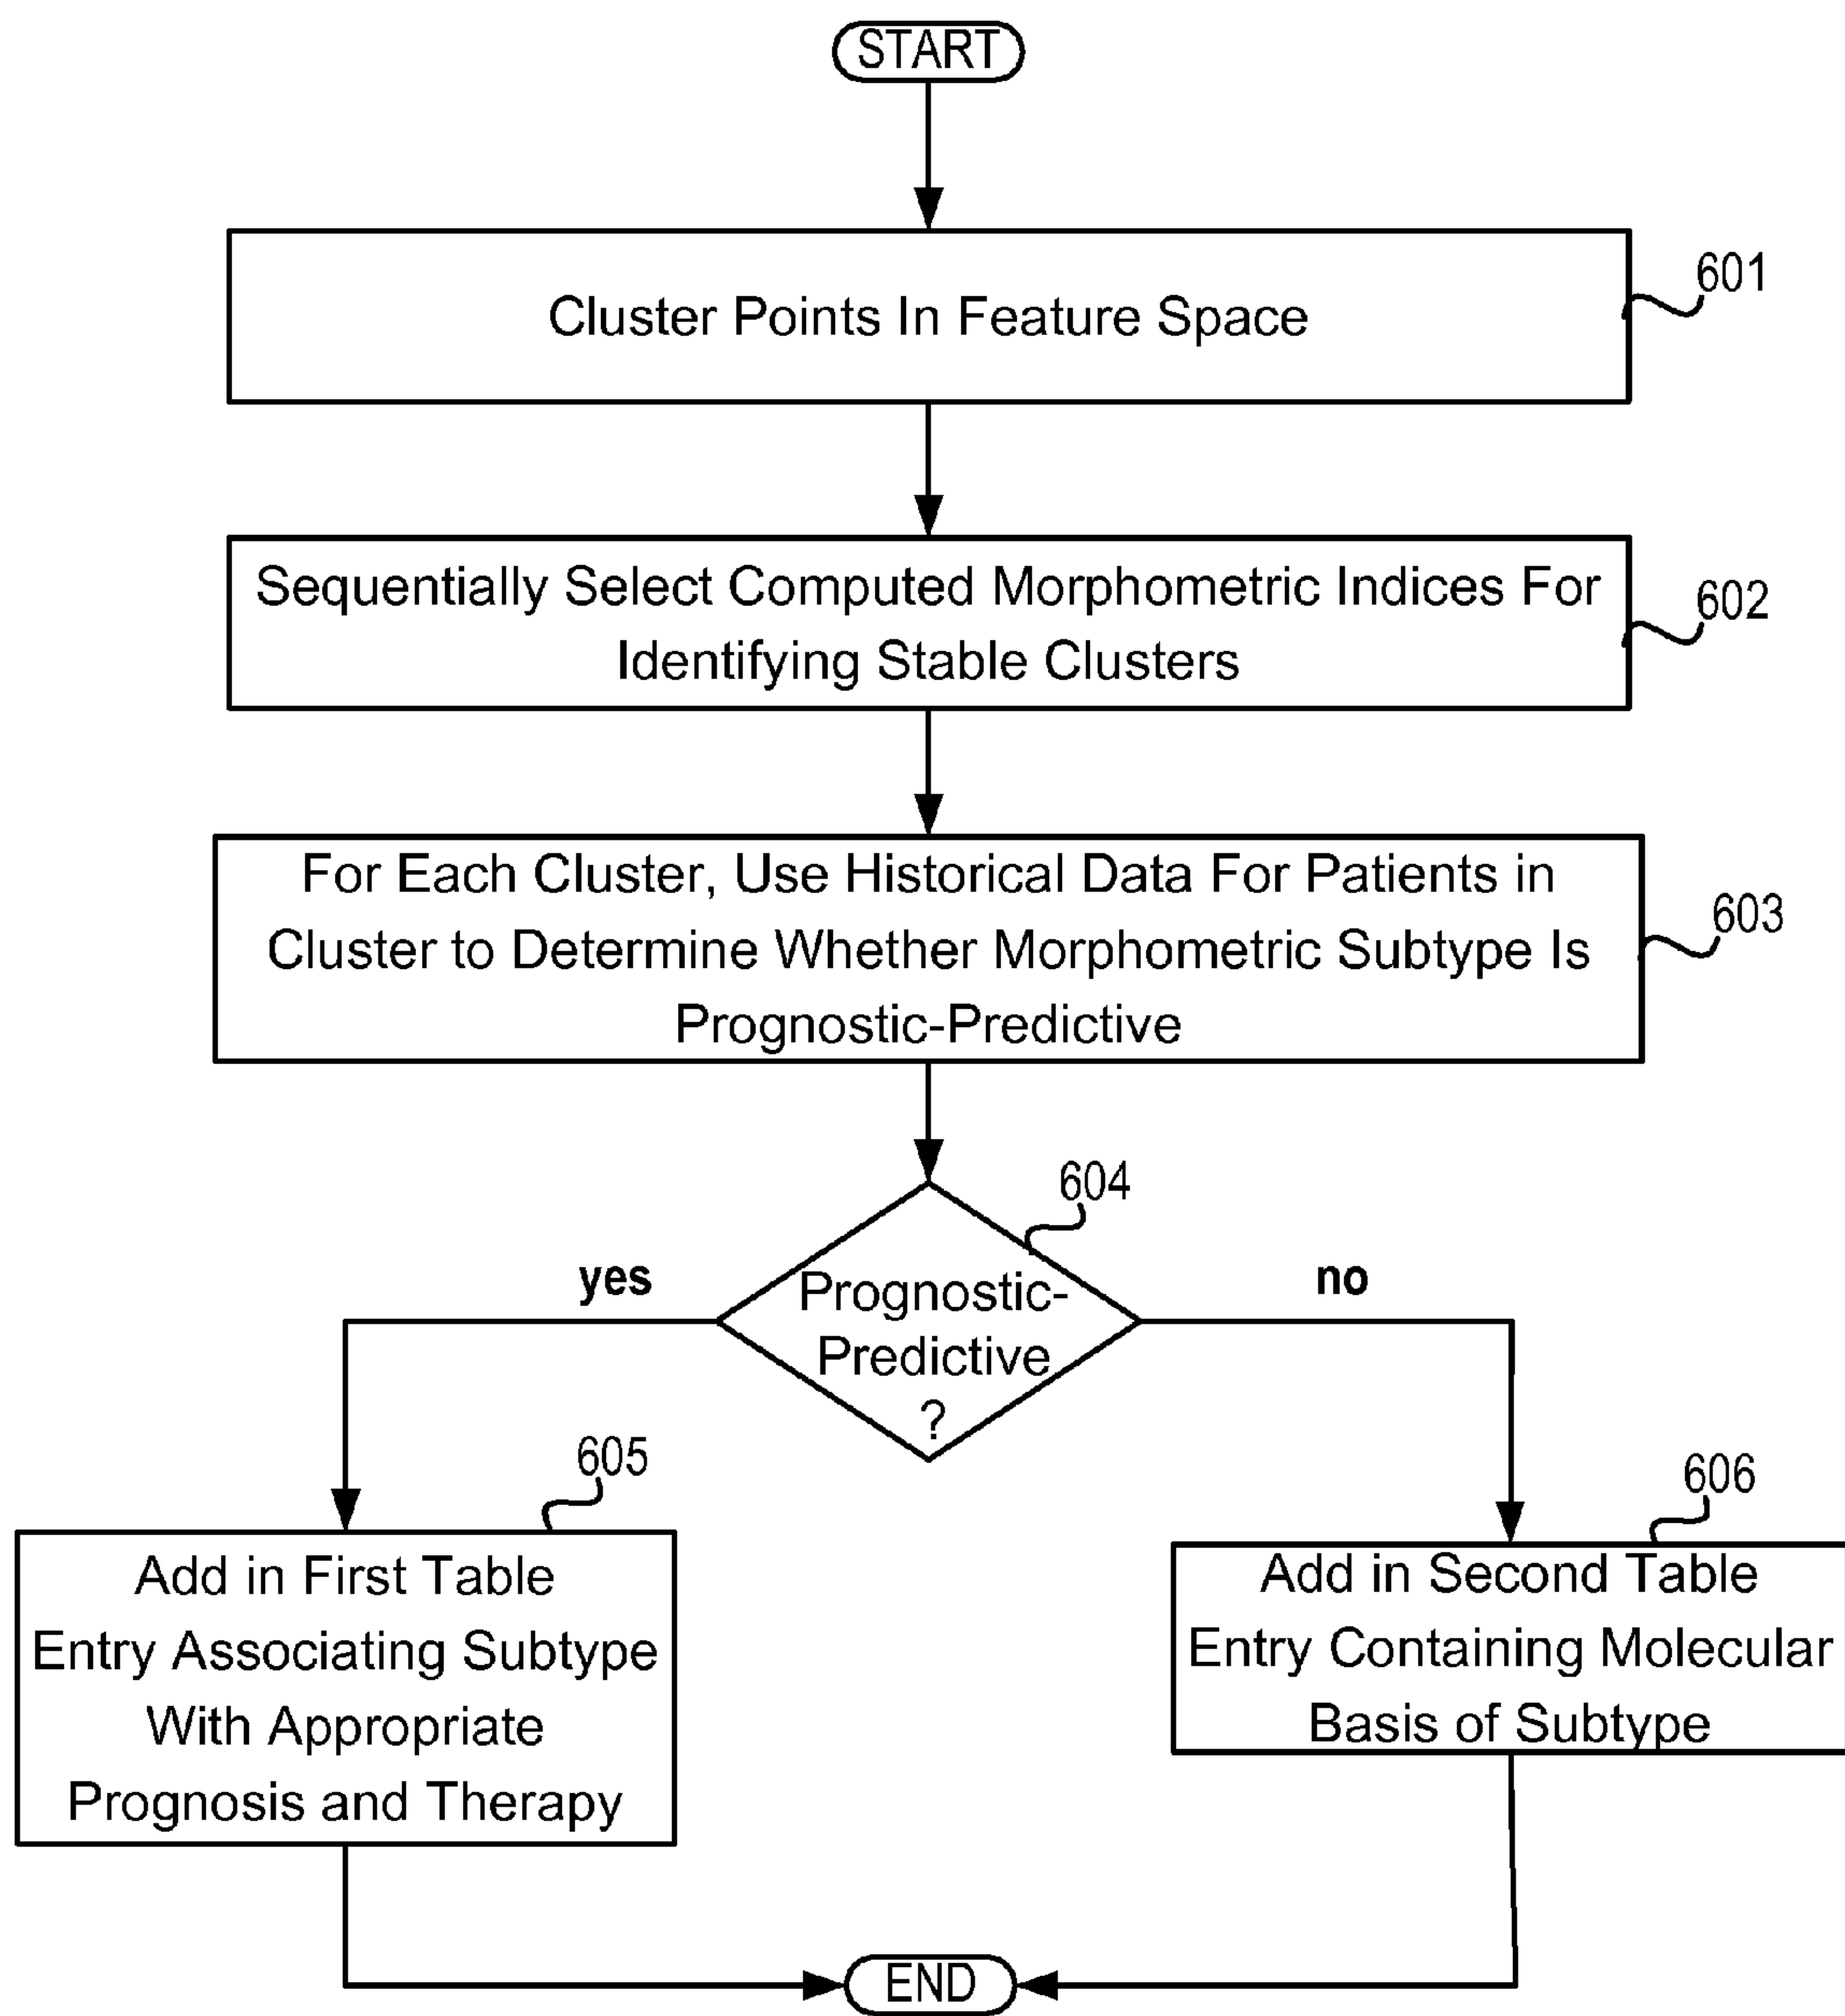 START
Cluster Points In Feature Space
601
Sequentially Select Computed Morphometric Indices For
Identifying Stable Clusters
602
For Each Cluster, Use Historical Data For Patients in
Cluster to Determine Whether Morphometric Subtype Is
Prognostic-Predictive
603
604
yes
Prognostic-
Predictive
?
no
605
Add in First Table
Entry Associating Subtype
With Appropriate
Prognosis and Therapy
606
Add in Second Table
Entry Containing Molecular
Basis of Subtype
END